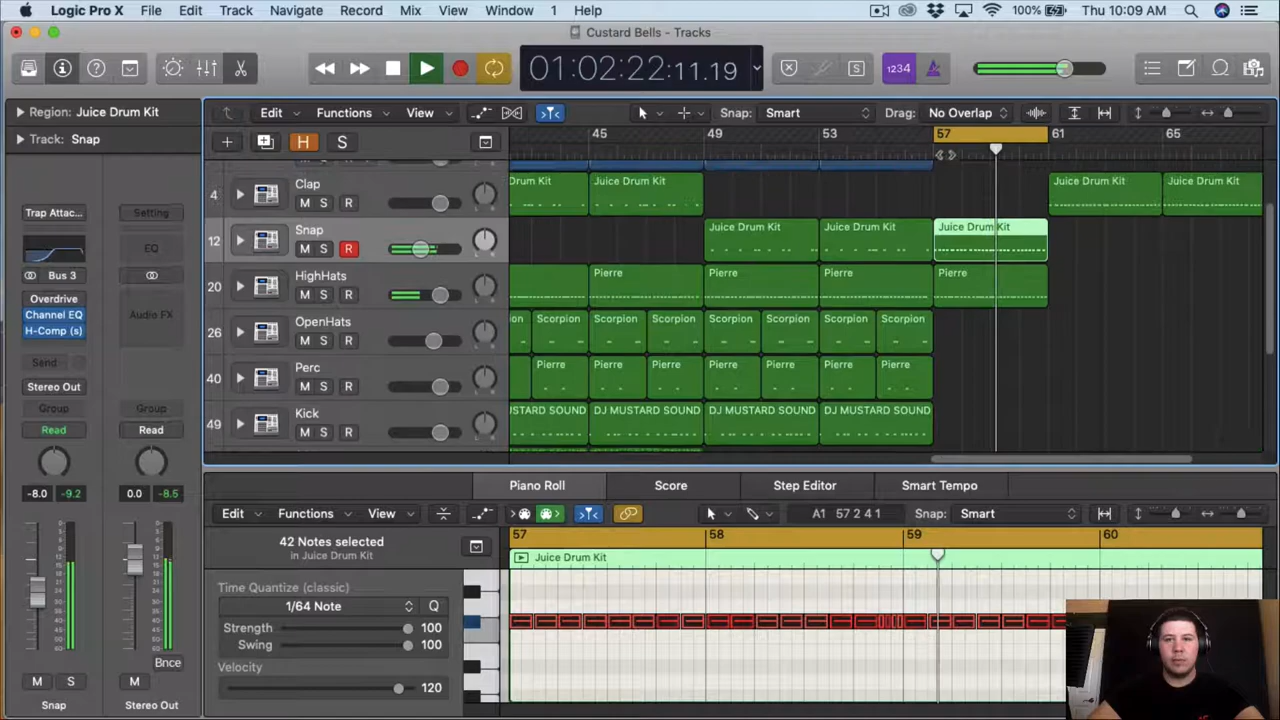 Logic Pro X File Edit Track Navigate Record Mix View Window 1 Help 100% Thu 10:09 AM
Custard Bells - Tracks
01:02:22:11.19 S 1234
Region: Juice Drum Kit Edit Functions View Snap: Smart Drag: No Overlap
Track: Snap H S 45 49 53 57 61 65
4 Clap M S R Drum Kit Juice Drum Kit Juice Drum Kit Juice Drum Kit
Trap Attac... Setting
12 Snap M S R Juice Drum Kit Juice Drum Kit Juice Drum Kit
EQ
Bus 3
20 HighHats M S R Pierre Pierre Pierre Pierre
Overdrive
Channel EQ Audio FX
H-Comp (s)
26 Open Hats M S R on Scorpion Scorpion Scorpion Scorpion Scorpion Scorpion Scorpion
Send
Stereo Out
40 Perc M S R Pierre Pierre Pierre Pierre Pierre Pierre Pierre
Group Group
Read Read
49 Kick M S R USTARD SOUND DJ MUSTARD SOUND DJ MUSTARD SOUND DJ MUSTARD SOUND
-8.0 -9.2 0.0 -8.5
Piano Roll Score Step Editor Smart Tempo
Edit Functions View A1 57 2 4 1 Snap: Smart
42 Notes selected
in Juice Drum Kit
57 58 59 60
Juice Drum Kit
Time Quantize (classic)
1/64 Note Q
Strength 100
Swing 100
Velocity
120
Bnce
M S M
Snap Stereo Out